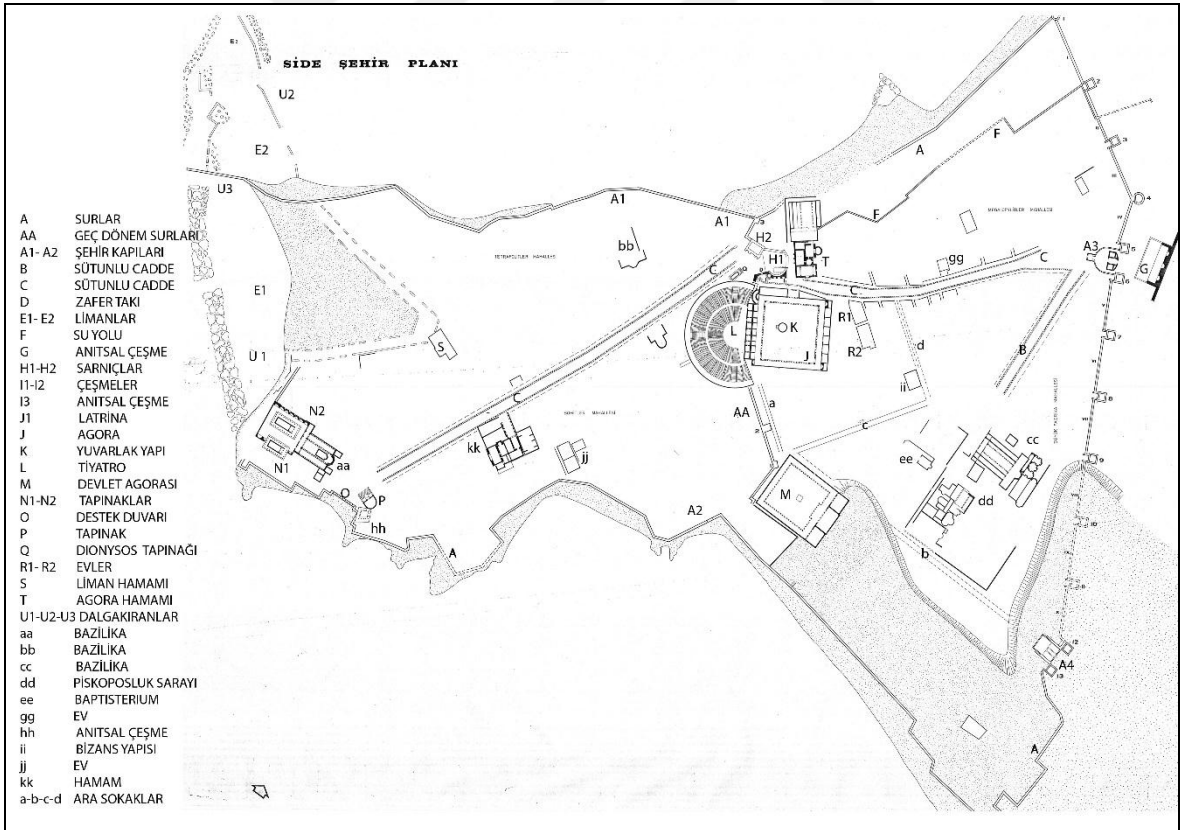 SİDE ŞEHİR PLANI
A SURLAR
AA GEÇ DÖNEM SURLARI
A1- A2 ŞEHİR KAPILARI
B SÜTUNLU CADDE
C SÜTUNLU CADDE
D ZAFER TAKI
E1- E2 LİMANLAR
F SU YOLU
G ANITSAL ÇEŞME
H1-H2 SARNIÇLAR
I1-I2 ÇEŞMELER
I3 ANITSAL ÇEŞME
J1 LATRİNA
J AGORA
K YUVARLAK YAPI
L TİYATRO
M DEVLET AGORASI
N1-N2 TAPINAKLAR
O DESTEK DUVARI
P TAPINAK
Q DIONYSOS TAPINAĞI
R1- R2 EVLER
S LİMAN HAMAMI
T AGORA HAMAMI
U1-U2-U3 DALGAKIRANLAR
aa BAZİLİKA
bb BAZİLİKA
cc BAZİLİKA
dd PİSKOPOSLUK SARAYI
ee BAPTISTERIUM
gg EV
hh ANITSAL ÇEŞME
ii BİZANS YAPISI
jj EV
kk HAMAM
a-b-c-d ARA SOKAKLAR
E1
U2
E2
U3
A1
A1
bb
H2
H1
T
A
F
F
A3
G
gg
C
C
C
E1
Ü 1
S
L
K
J
R1
R2
d
ii
B
N2
N1
aa
C
kk
jj
AA
a
c
ee
cc
dd
O
P
hh
A
A2
M
b
A4
A